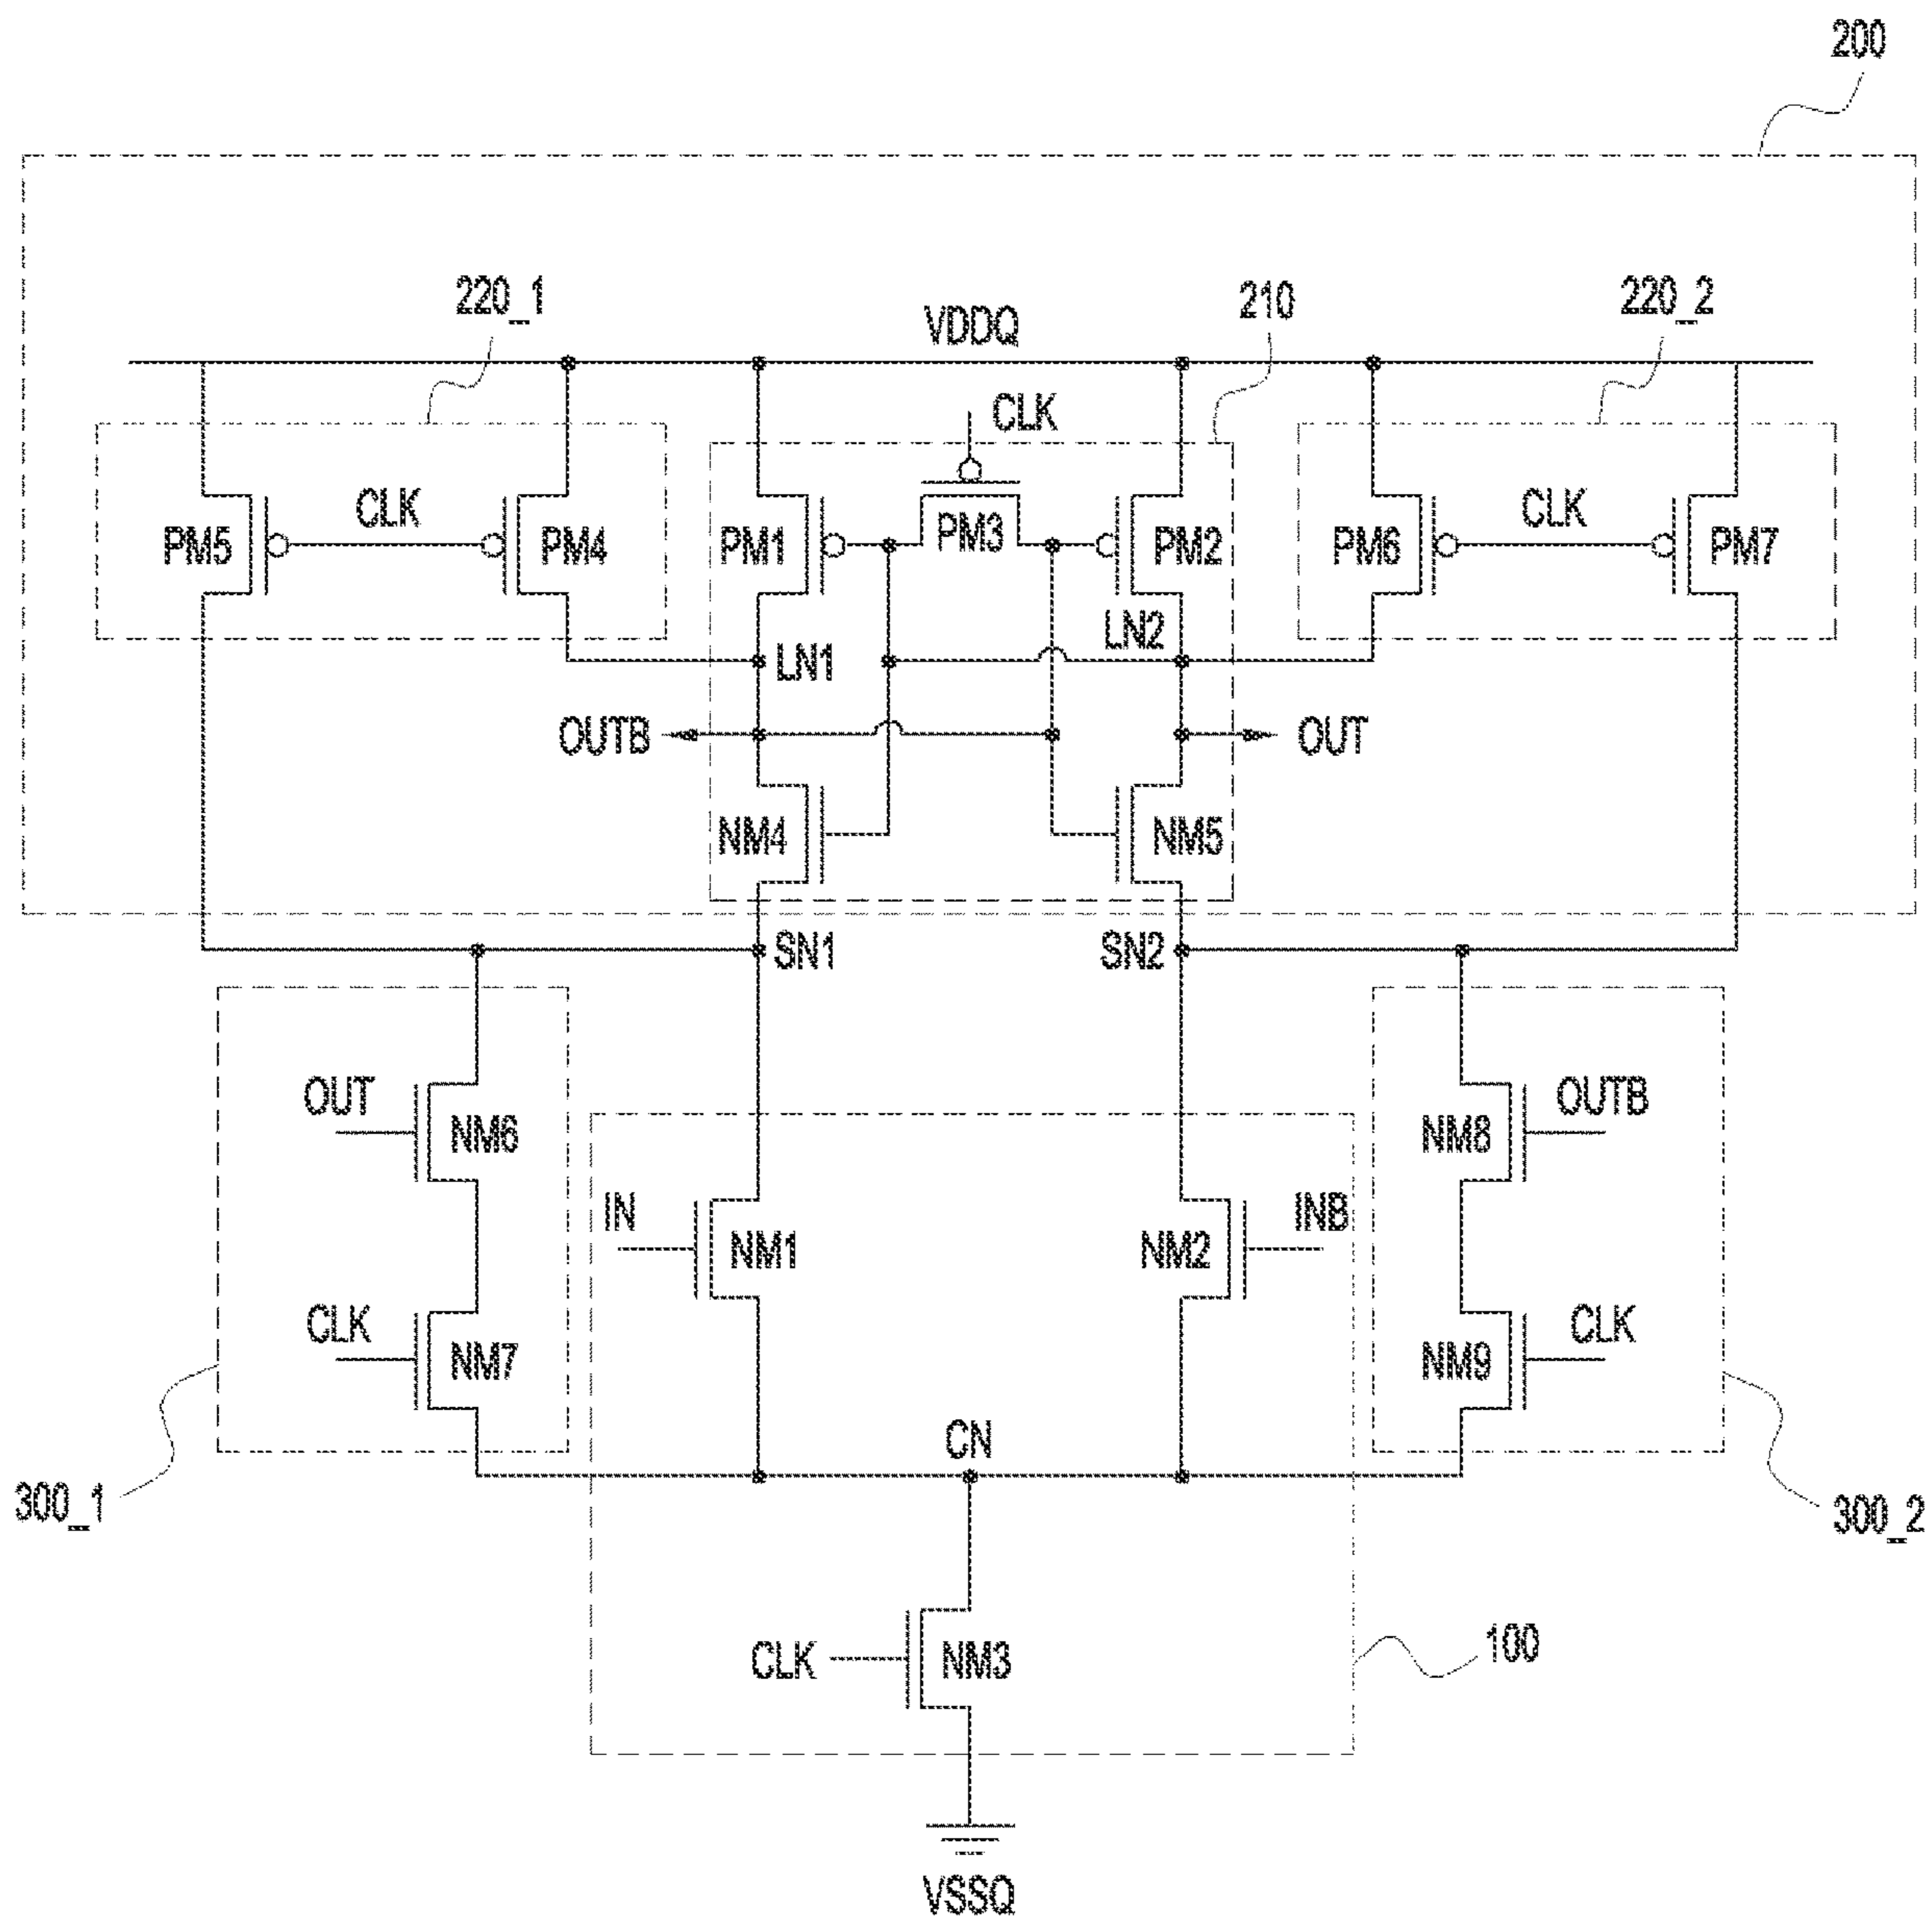 200
220_1
VDDQ
210
220_2
CLK
PM5
CLK
PM4
PM1
PM3
PM2
PM6
CLK
PM7
LN1
LN2
OUTB
OUT
NM4
NM5
SN1
SN2
OUT
NM6
NM8
OUTB
IN
NM1
NM2
INB
CLK
NM7
NM9
CLK
CN
300_1
300_2
CLK
NM3
100
VSSQ